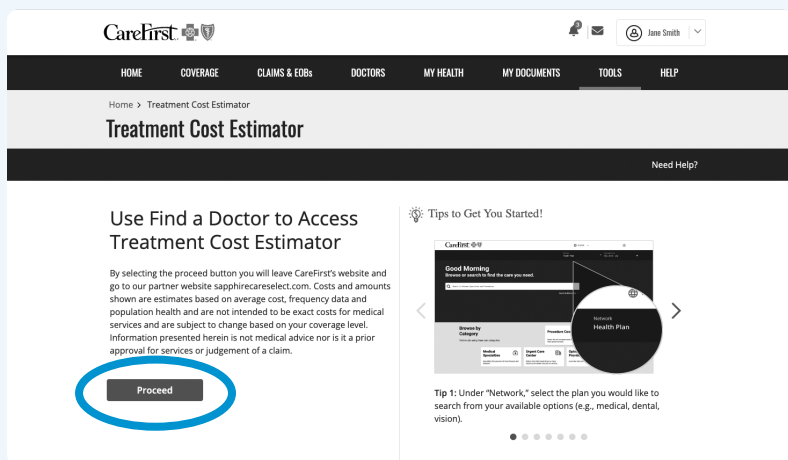 CareFirst
3
Jane Smith
HOME COVERAGE CLAIMS & EOBs DOCTORS MY HEALTH MY DOCUMENTS TOOLS HELP
Home > Treatment Cost Estimator
Treatment Cost Estimator
Need Help?
Use Find a Doctor to Access
Treatment Cost Estimator
By selecting the proceed button you will leave CareFirst's website and
go to our partner website sapphirecareselect.com. Costs and amounts
shown are estimates based on average cost, frequency data and
population health and are not intended to be exact costs for medical
services and are subject to change based on your coverage level.
Information presented herein is not medical advice nor is it a prior
approval for services or judgement of a claim.
Proceed
Tips to Get You Started!
CareFirst
Good Morning
Browse or search to find the care you need.
Browse by
Category
Procedure Cost
Medical
Specialties
Urgent Care
Center
Network
Health Plan
Tip 1: Under "Network," select the plan you would like to
search from your available options (e.g., medical, dental,
vision).